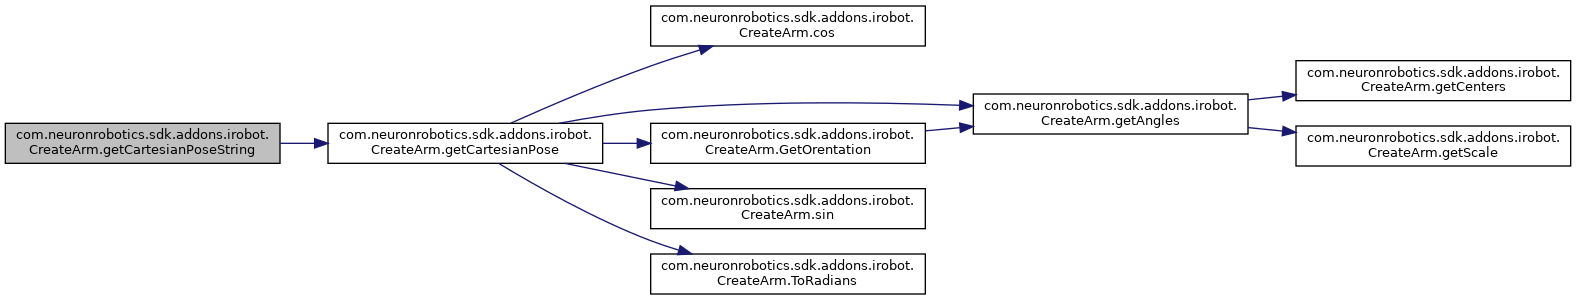 com.neuronrobotics.sdk.addons.irobot.
CreateArm.getCartesianPoseString
com.neuronrobotics.sdk.addons.irobot.
CreateArm.getCartesianPose
com.neuronrobotics.sdk.addons.irobot.
CreateArm.cos
com.neuronrobotics.sdk.addons.irobot.
CreateArm.GetOrentation
com.neuronrobotics.sdk.addons.irobot.
CreateArm.sin
com.neuronrobotics.sdk.addons.irobot.
CreateArm.ToRadians
com.neuronrobotics.sdk.addons.irobot.
CreateArm.getAngles
com.neuronrobotics.sdk.addons.irobot.
CreateArm.getCenters
com.neuronrobotics.sdk.addons.irobot.
CreateArm.getScale